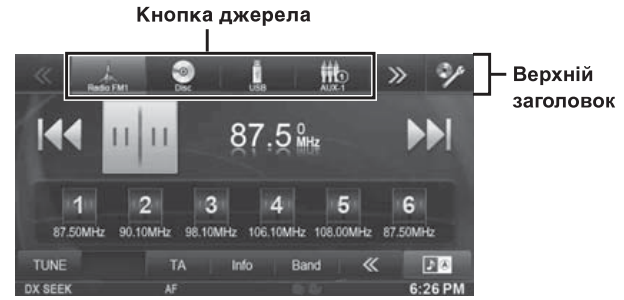 Кнопка джерела
Radio FM1 Disc USB AUX-1
Верхній
заголовок
87.5 0 MHz
1 2 3 4 5 6
87.50MHz 90.10MHz 98.10MHz 106.10MHz 108.00MHz 87.50MHz
TUNE TA Info Band
DX SEEK AF 6:26 PM